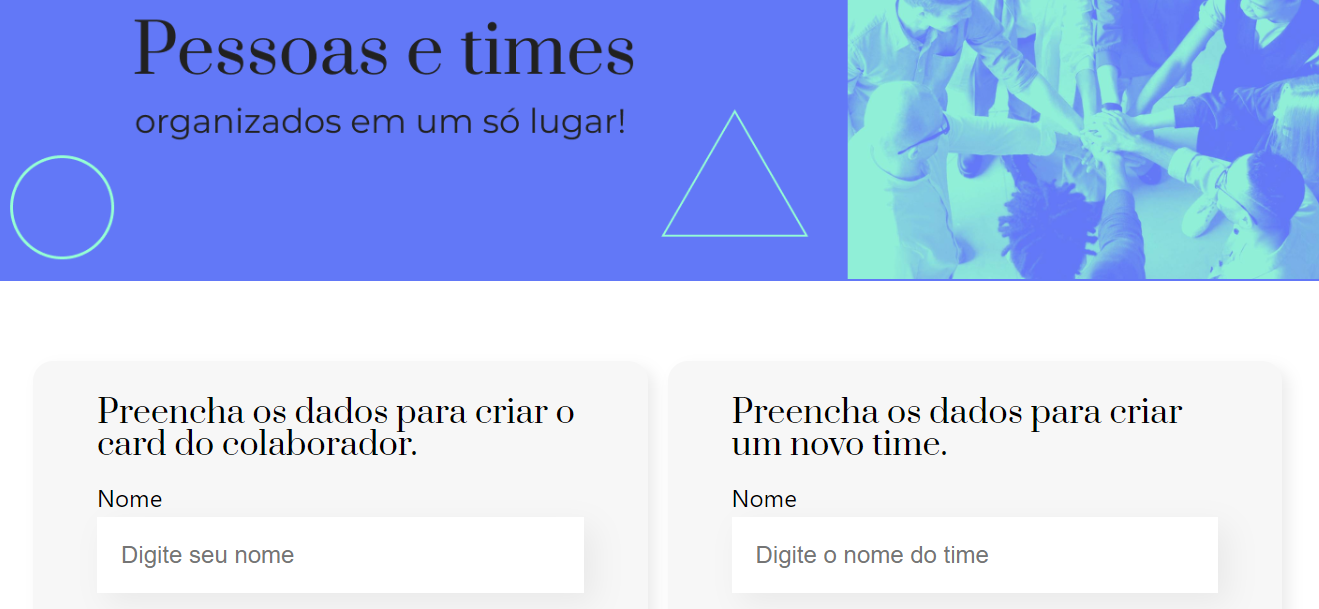 Pessoas e times
organizados em um só lugar!
Preencha os dados para criar o
card do colaborador.
Nome
Digite seu nome
Preencha os dados para criar
um novo time.
Nome
Digite o nome do time